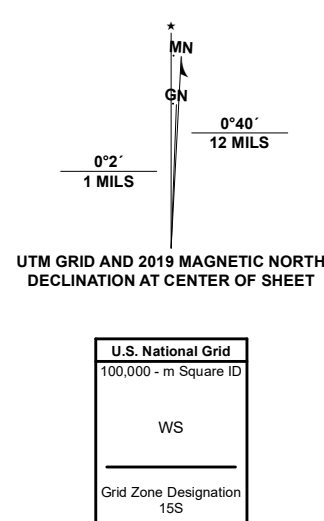 ★
MN
GN
0°40´
12 MILS
0°2´
1 MILS
UTM GRID AND 2019 MAGNETIC NORTH
DECLINATION AT CENTER OF SHEET
U.S. National Grid
100,000 - m Square ID
WS
Grid Zone Designation
15S